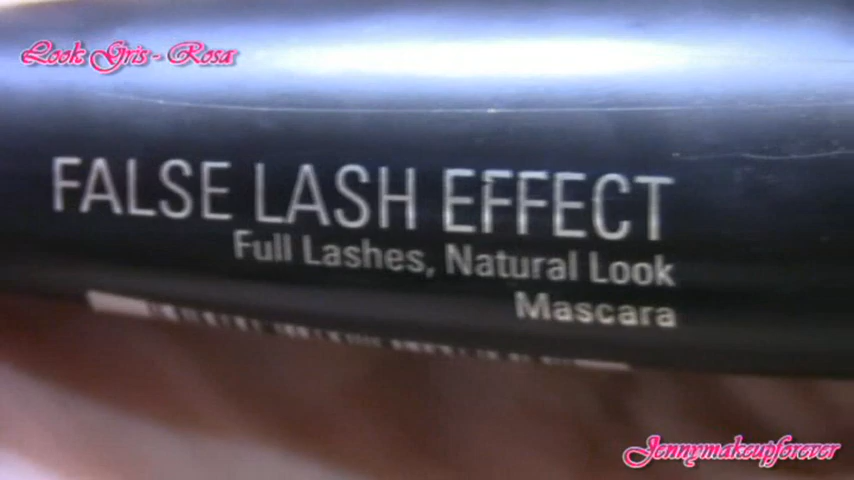 Look Gris - Rosa
FALSE LASH EFFECT
Full Lashes, Natural Look
Mascara
Jennymakeupforever